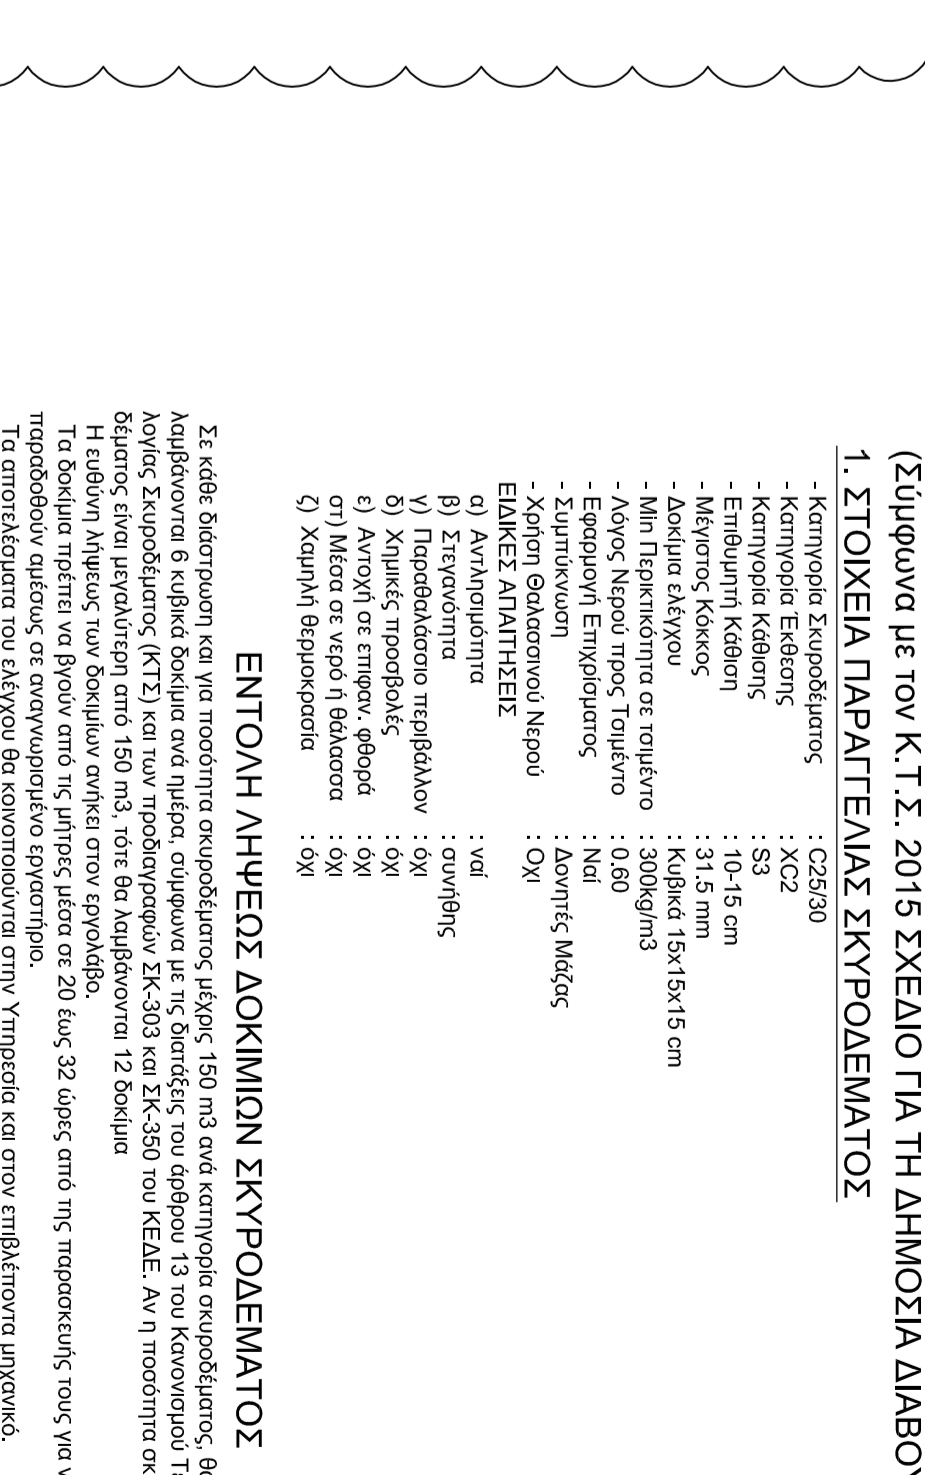 (Σύμφωνα με τον Κ.Τ.Σ. 2015 ΣΧΕΔΙΟ ΓΙΑ ΤΗ ΔΗΜΟΣΙΑ
1. ΣΤΟΙΧΕΙΑ ΠΑΡΑΓΓΕΛΙΑΣ ΣΚΥΡΟΔΕΜΑΤΟΣ
- Κατηγορία Σκυροδέματος : C25/30
- Κατηγορία Έκθεσης : XC2
- Κατηγορία Κάθισης : S3
- Επιθυμητή Κάθιση : 10-15 cm
- Μέγιστος Κόκκος : 31.5 mm
- Δοκίμια ελέγχου : Κυβικά 15x15x15 cm
- Min Περικτικότητα σε τσιμέντο : 300kg/m3
- Λόγος Νερού προς Τσιμέντο : 0.60
- Εφαρμογή Επιχρίσματος : Ναί
- Συμπύκνωση : Δονητές Μάζας
- Χρήση Θαλασσινού Νερού : Όχι
ΕΙΔΙΚΕΣ ΑΠΑΙΤΗΣΕΙΣ
α) Αντλησιμότητα : ναί
β) Στεγανότητα : συνήθης
γ) Παραθαλάσσιο περιβάλλον : όχι
δ) Χημικές προσβολές : όχι
ε) Αντοχή σε επιφαν. φθορά : όχι
στ) Μέσα σε νερό ή θάλασσα : όχι
ζ) Χαμηλή θερμοκρασία : όχι
ΕΝΤΟΛΗ ΛΗΨΕΩΣ ΔΟΚΙΜΙΩΝ ΣΚΥΡΟΔΕΜΑΤΟΣ
Σε κάθε διάστρωση και για ποσότητα σκυροδέματος μέχρις 150 m3 ανά κατηγορία σκυροδέματος,
λαμβάνονται 6 κυβικά δοκίμια ανά ημέρα, σύμφωνα με τις διατάξεις του άρθρου 13 του Κανονισμού
λογίας Σκυροδέματος (ΚΤΣ) και των προδιαγραφών ΣΚ-303 και ΣΚ-350 του ΚΕΔΕ. Αν η ποσότητα
δέματος είναι μεγαλύτερη από 150 m3, τότε θα λαμβάνονται 12 δοκίμια
Η ευθύνη λήψεως των δοκιμίων ανήκει στον εργολάβο.
Τα δοκίμια πρέπει να βγούν από τις μήτρες μέσα σε 20 έως 32 ώρες από της παρασκευής τους για
παραδοθούν αμέσως σε αναγνωρισμένο εργαστήριο.
Τα αποτελέσματα του ελέγχου θα κοινοποιούνται στην Υπηρεσία και στον επιβλέποντα μηχανικό.